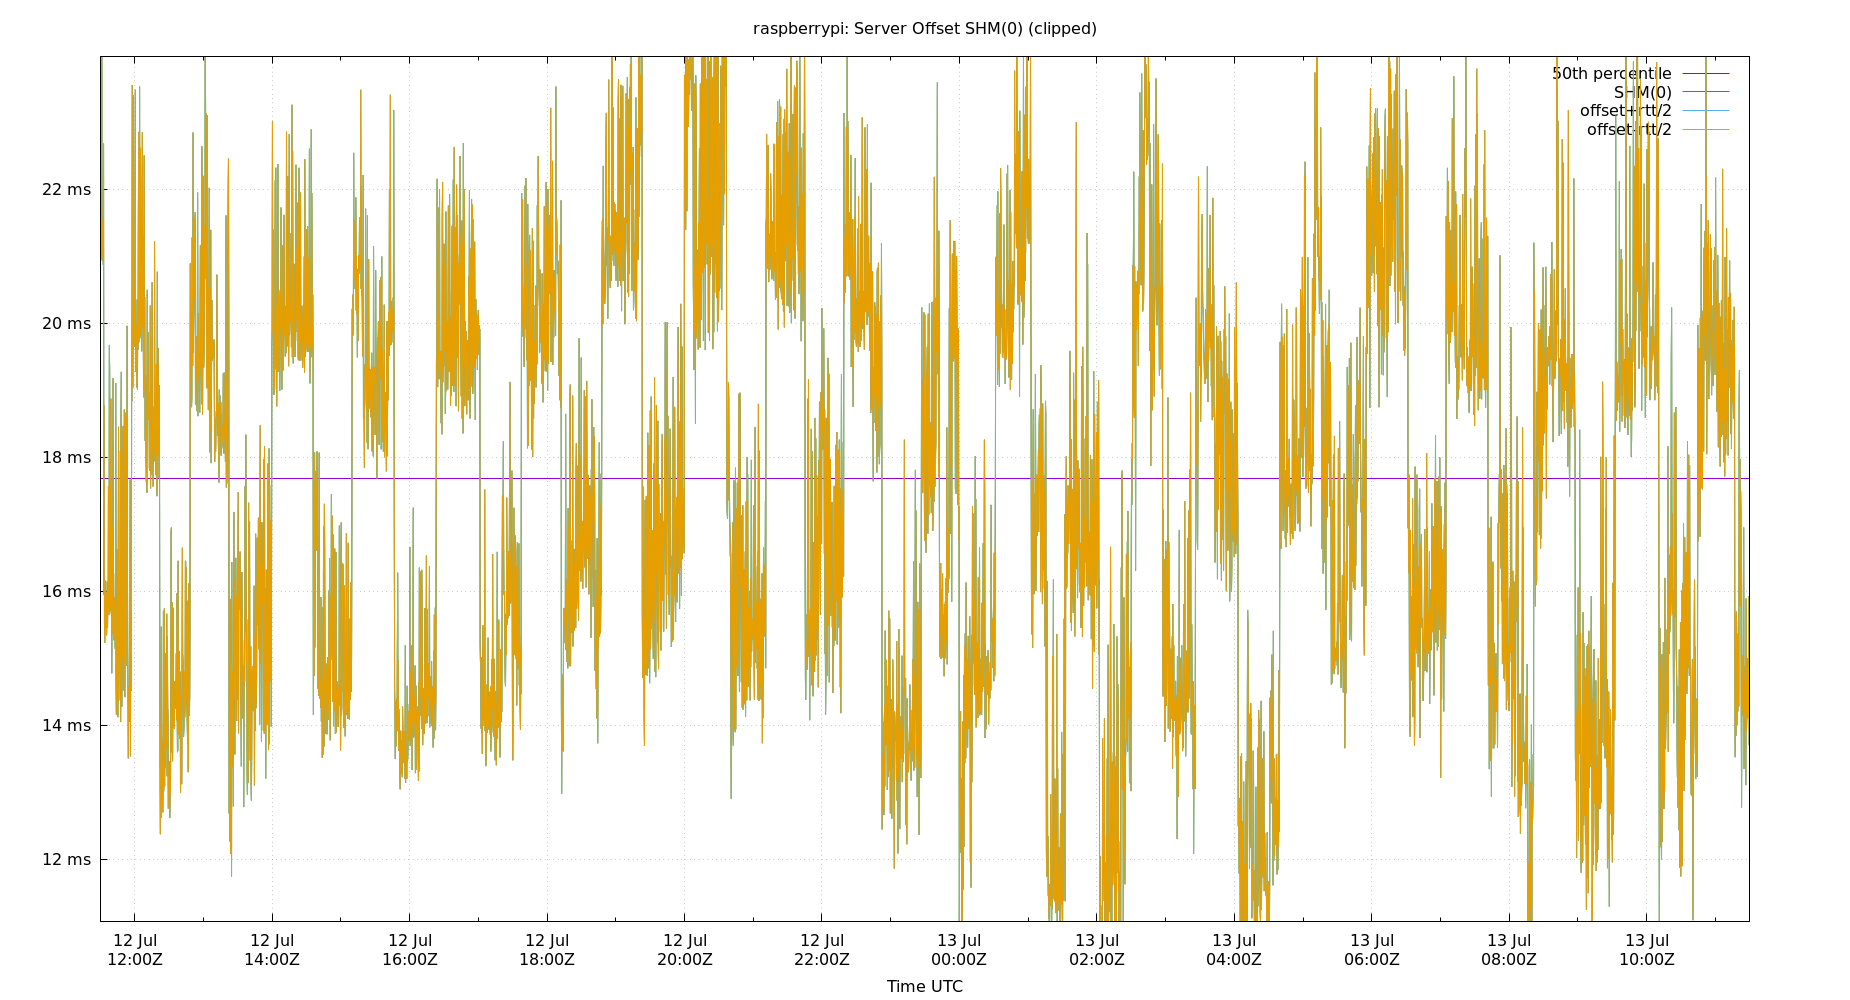 raspberrypi: Server Offset SHM(0) (clipped)
50th percentile
SHM(0)
offset+rtt/2
offset-rtt/2
22 ms
20 ms
18 ms
16 ms
14 ms
12 ms
12 Jul 12 Jul 12 Jul 12 Jul 12 Jul 12 Jul 13 Jul 13 Jul 13 Jul 13 Jul 13 Jul 13 Jul
12:00Z 14:00Z 16:00Z 18:00Z 20:00Z 22:00Z 00:00Z 02:00Z 04:00Z 06:00Z 08:00Z 10:00Z
Time UTC